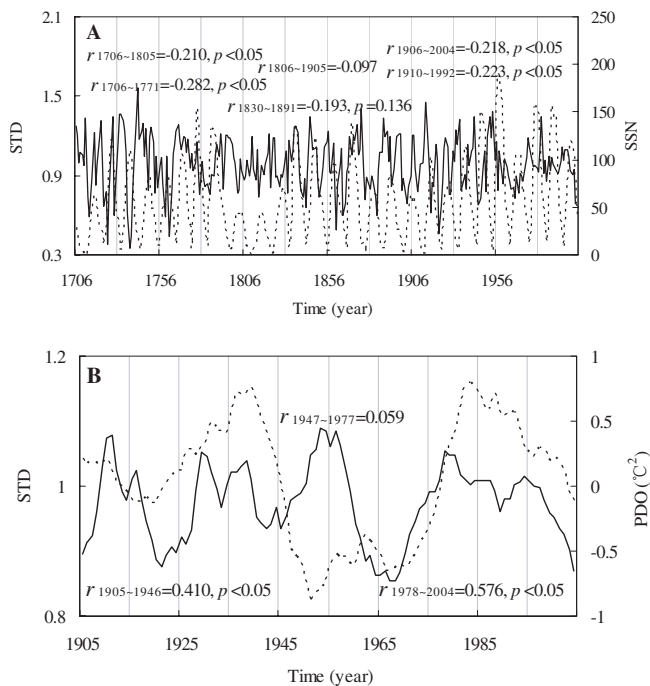 A
r 1706~1805=-0.210, p<0.05
r 1906~2004=-0.218, p<0.05
r 1806~1905=-0.097
r 1910~1992=-0.223, p<0.05
r 1706~1771=-0.282, p<0.05
r 1830~1891=-0.193, p=0.136
2.1
1.5
0.9
0.3
STD
250
200
150
100
50
0
SSN
1706 1756 1806 1856 1906 1956
Time (year)
B
r 1947~1977=0.059
r 1905~1946=0.410, p<0.05
r 1978~2004=0.576, p<0.05
1.2
1
0.8
STD
1
0.5
0
-0.5
-1
PDO (℃²)
1905 1925 1945 1965 1985
Time (year)